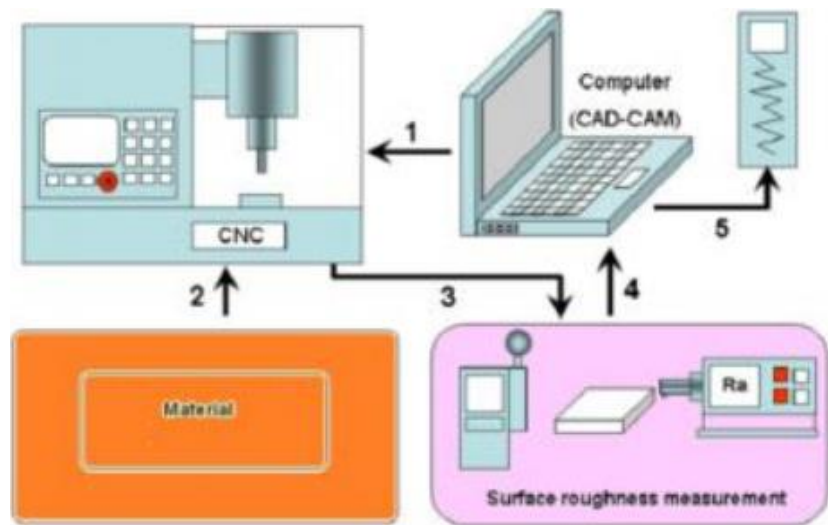 Computer
(CAD-CAM)
1
5
CNC
2
3
4
Material
Ra
Surface roughness measurement